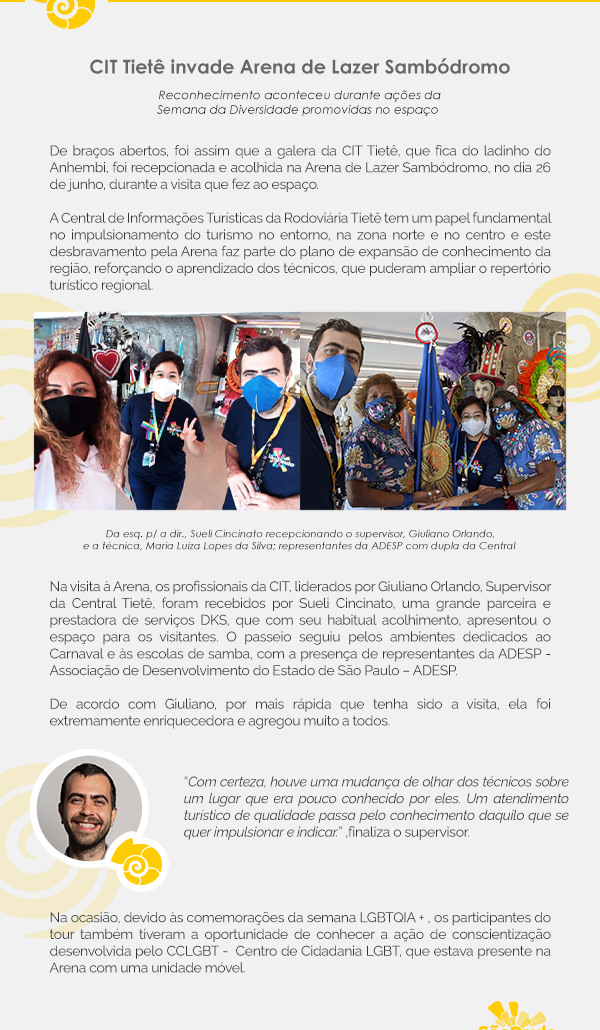 CIT Tietê invade Arena de Lazer Sambódromo
Reconhecimento aconteceu durante ações da
Semana da Diversidade promovidas no espaço
De braços abertos, foi assim que a galera da CIT Tietê, que fica do ladinho do
Anhembi, foi recepcionada e acolhida na Arena de Lazer Sambódromo, no dia 26
de junho, durante a visita que fez ao espaço.
A Central de Informações Turísticas da Rodoviária Tietê tem um papel fundamental
no impulsionamento do turismo no entorno, na zona norte e no centro e este
desbravamento pela Arena faz parte do plano de expansão de conhecimento da
região, reforçando o aprendizado dos técnicos, que puderam ampliar o repertório
turístico regional.
Da esq. p/ a dir., Sueli Cincinato recepcionando o supervisor, Giuliano Orlando,
e a técnica, Maria Luiza Lopes da Silva; representantes da ADESP com dupla da Central
Na visita à Arena, os profissionais da CIT, liderados por Giuliano Orlando, Supervisor
da Central Tietê, foram recebidos por Sueli Cincinato, uma grande parceira e
prestadora de serviços DKS, que com seu habitual acolhimento, apresentou o
espaço para os visitantes. O passeio seguiu pelos ambientes dedicados ao
Carnaval e às escolas de samba, com a presença de representantes da ADESP -
Associação de Desenvolvimento do Estado de São Paulo – ADESP.
De acordo com Giuliano, por mais rápida que tenha sido a visita, ela foi
extremamente enriquecedora e agregou muito a todos.
"Com certeza, houve uma mudança de olhar dos técnicos sobre
um lugar que era pouco conhecido por eles. Um atendimento
turístico de qualidade passa pelo conhecimento daquilo que se
quer impulsionar e indicar." ,finaliza o supervisor.
Na ocasião, devido às comemorações da semana LGBTQIA + , os participantes do
tour também tiveram a oportunidade de conhecer a ação de conscientização
desenvolvida pelo CCLGBT - Centro de Cidadania LGBT, que estava presente na
Arena com uma unidade móvel.